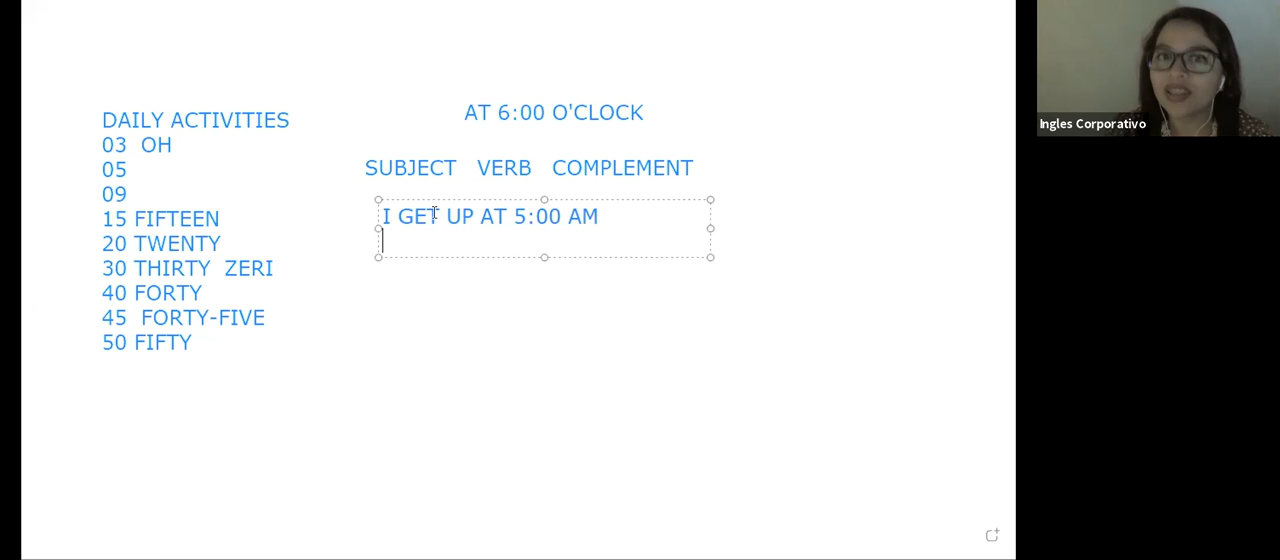 DAILY ACTIVITIES
03 OH
05
09
15 FIFTEEN
20 TWENTY
30 THIRTY ZERI
40 FORTY
45 FORTY-FIVE
50 FIFTY
AT 6:00 O'CLOCK
SUBJECT VERB COMPLEMENT
I GET UP AT 5:00 AM
Ingles Corporativo